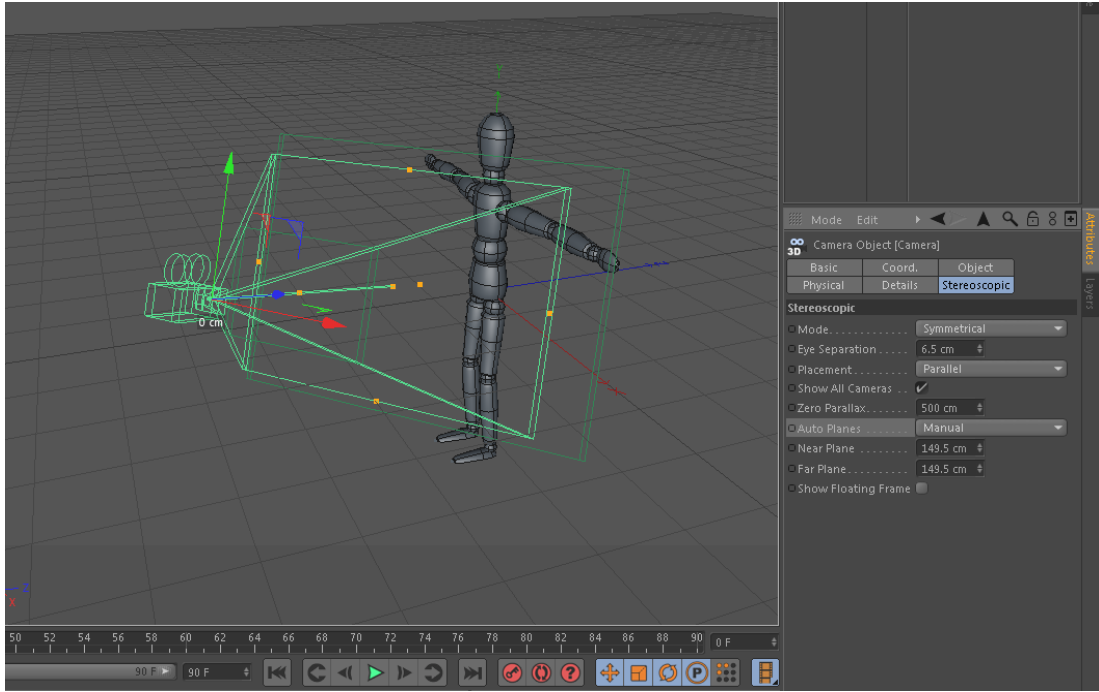 Y
0 cm
Z
X
50 52 54 56 58 60 62 64 66 68 70 72 74 76 78 80 82 84 86 88 90
0 F
90 F
90 F
P
Mode Edit
3D
Camera Object [Camera]
Basic Coord. Object
Physical Details Stereoscopic
Stereoscopic
Mode............ Symmetrical
Eye Separation..... 6.5 cm
Placement......... Parallel
Show All Cameras..
Zero Parallax....... 500 cm
Auto Planes....... Manual
Near Plane......... 149.5 cm
Far Plane.......... 149.5 cm
Show Floating Frame
Attributes
Layers